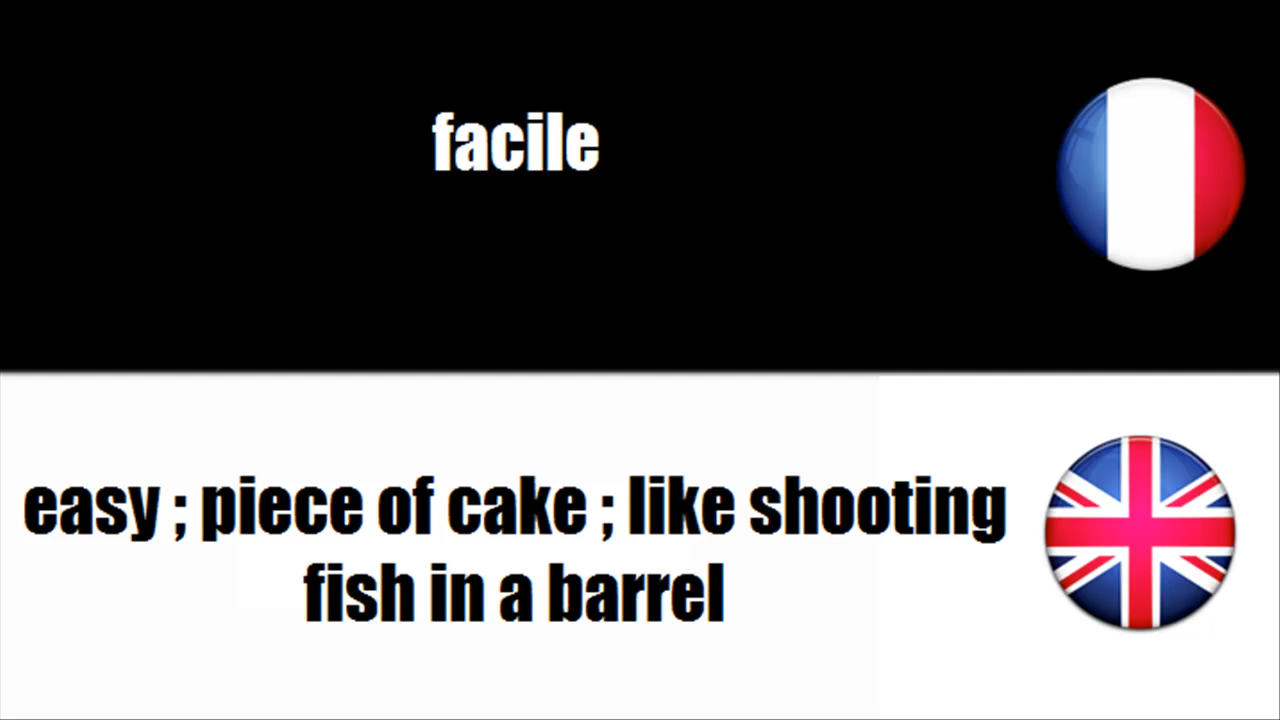 facile
easy ; piece of cake ; like shooting
fish in a barrel